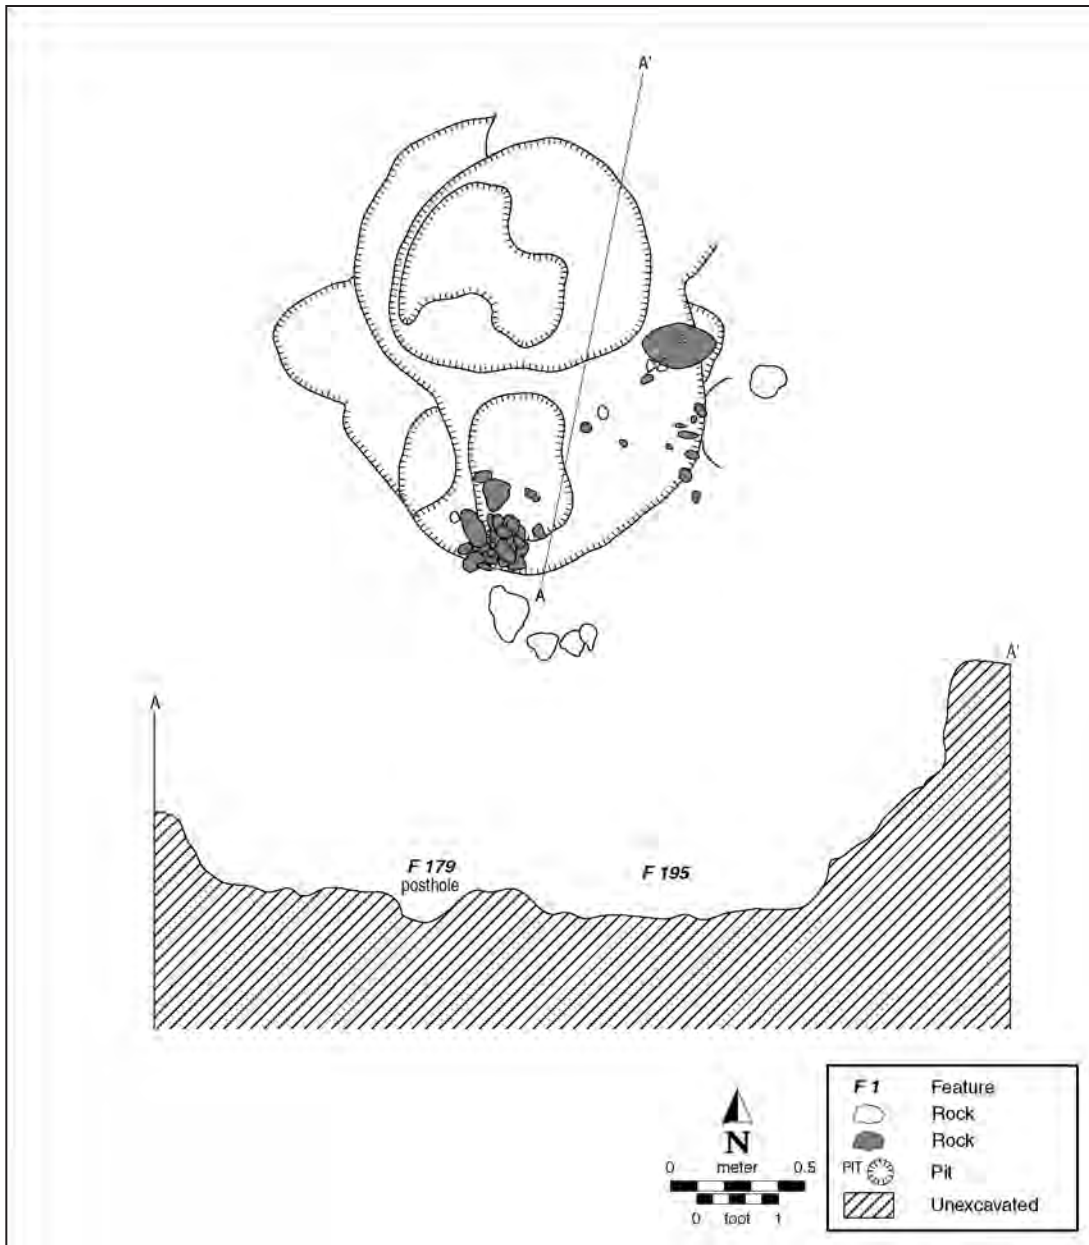 A'
A
A'
A
F 179
posthole
F 195
F 1 Feature
Rock
Rock
PIT Pit
Unexcavated
N
0 meter 0.5
0 foot 1